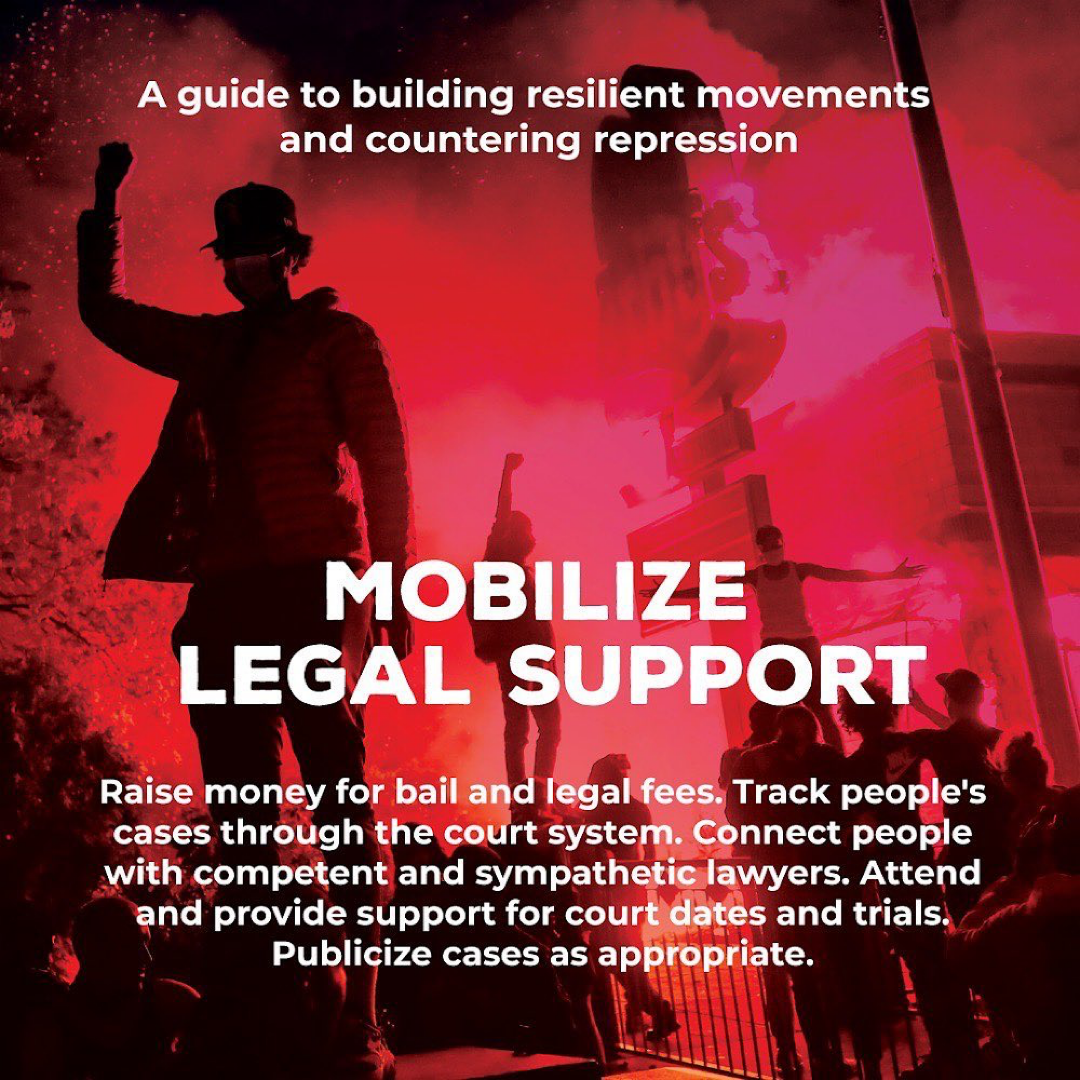 A guide to building resilient movements
and countering repression
MOBILIZE
LEGAL SUPPORT
Raise money for bail and legal fees. Track people's
cases through the court system. Connect people
with competent and sympathetic lawyers. Attend
and provide support for court dates and trials.
Publicize cases as appropriate.